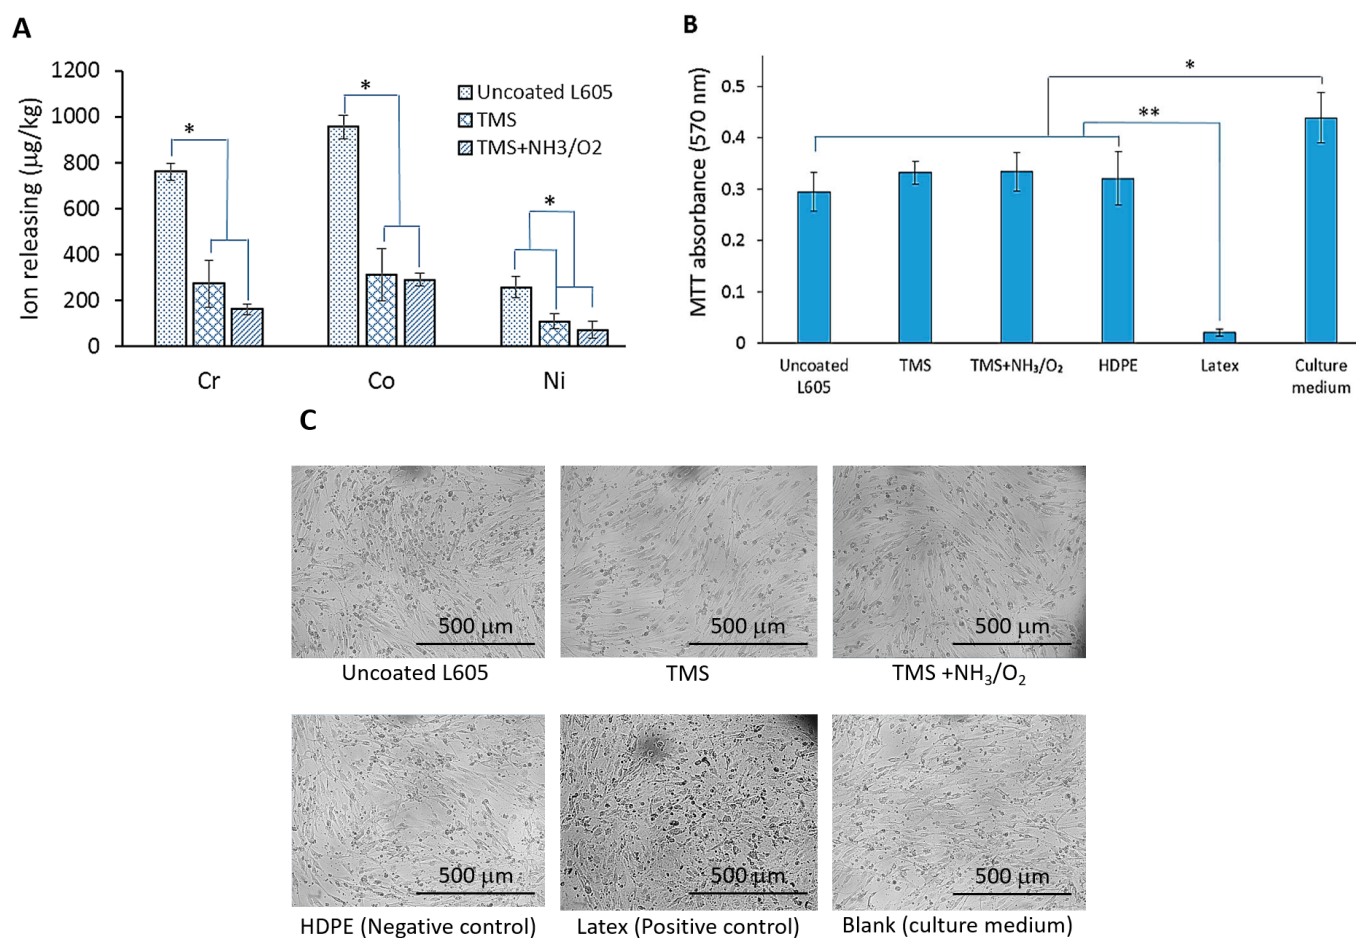 A
Ion releasing (µg/kg)
1200
1000
800
600
400
200
0
*
*
*
Uncoated L605
TMS
TMS+NH3/O2
Cr
Co
Ni
B
MTT absorbance (570 nm)
0.5
0.4
0.3
0.2
0.1
0
*
**
Uncoated
L605
TMS
TMS+NH₃/O₂
HDPE
Latex
Culture
medium
C
500 µm
500 µm
500 µm
Uncoated L605
TMS
TMS +NH₃/O₂
500 µm
500 µm
500 µm
HDPE (Negative control)
Latex (Positive control)
Blank (culture medium)